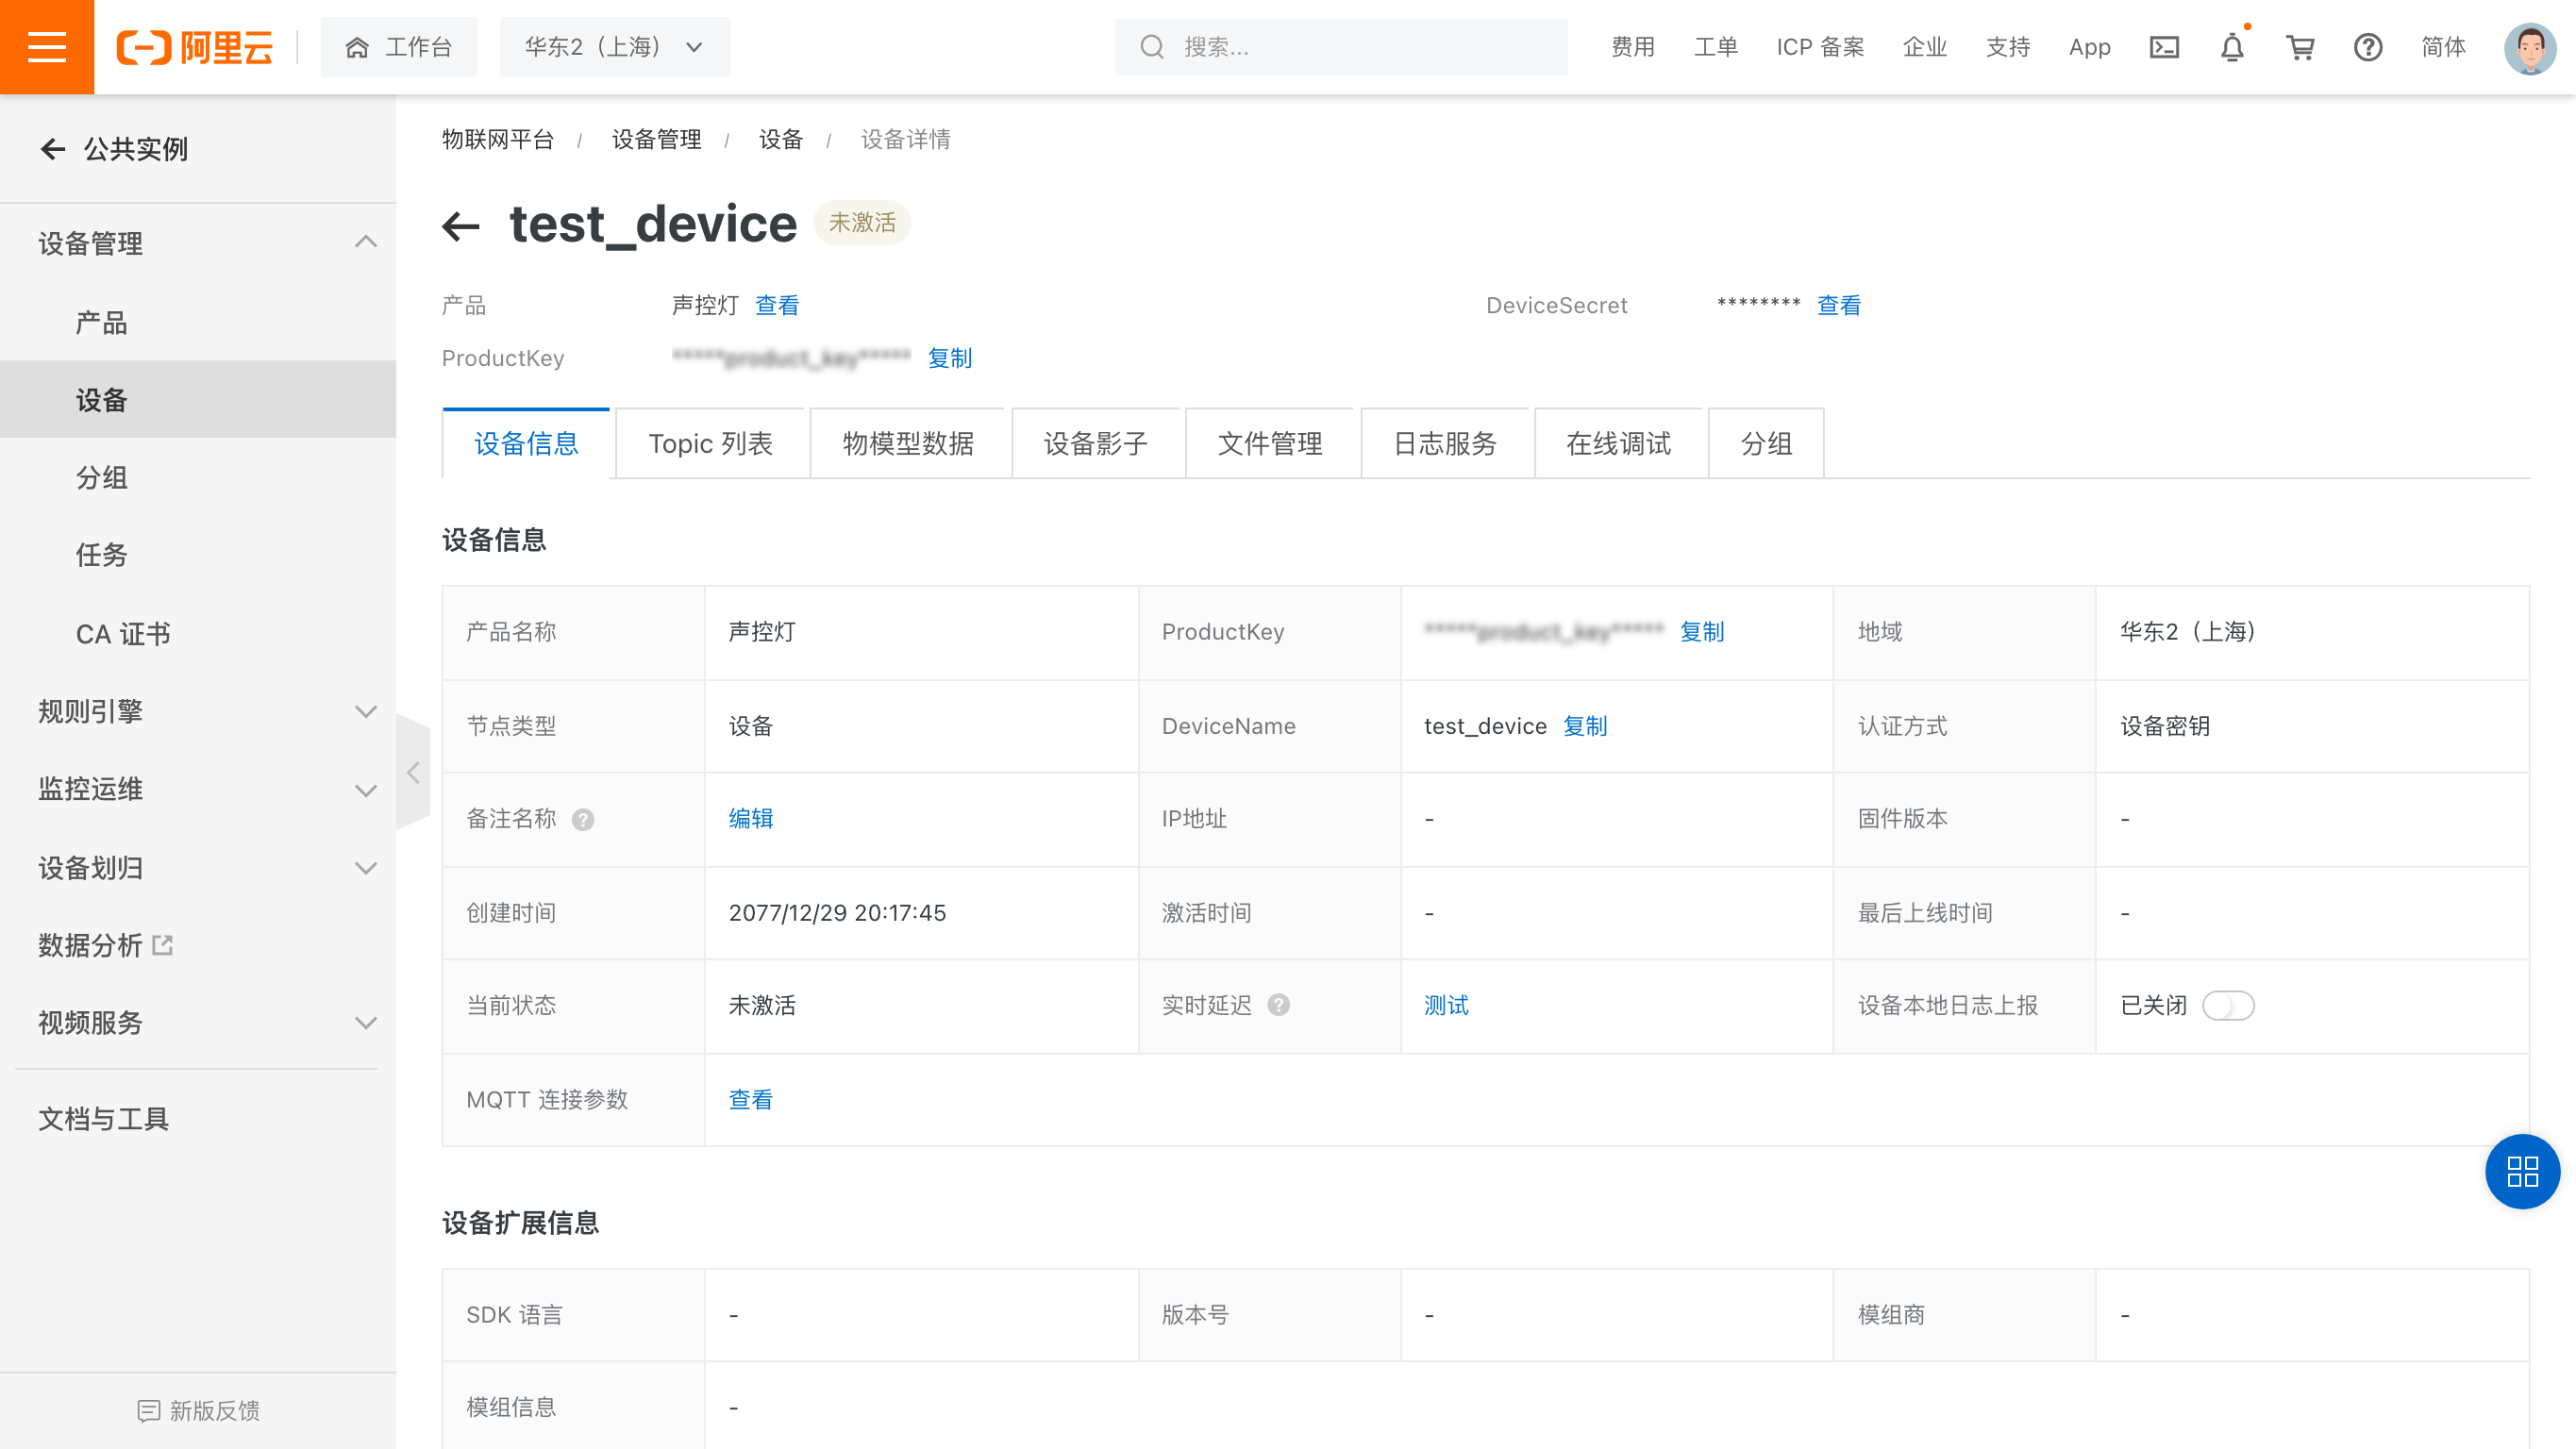 阿里云
工作台
华东2（上海）
搜索...
费用
工单
ICP 备案
企业
支持
App
简体
公共实例
设备管理
产品
设备
分组
任务
CA 证书
规则引擎
监控运维
设备划归
数据分析
视频服务
文档与工具
新版反馈
物联网平台 / 设备管理 / 设备 / 设备详情
test_device 未激活
产品 声控灯 查看 DeviceSecret ******** 查看
ProductKey *****product_key***** 复制
设备信息 Topic 列表 物模型数据 设备影子 文件管理 日志服务 在线调试 分组
设备信息
产品名称 声控灯 ProductKey *****product_key***** 复制 地域 华东2（上海）
节点类型 设备 DeviceName test_device 复制 认证方式 设备密钥
备注名称 ? 编辑 IP地址 - 固件版本 -
创建时间 2077/12/29 20:17:45 激活时间 - 最后上线时间 -
当前状态 未激活 实时延迟 ? 测试 设备本地日志上报 已关闭
MQTT 连接参数 查看
设备扩展信息
SDK 语言 - 版本号 - 模组商 -
模组信息 -